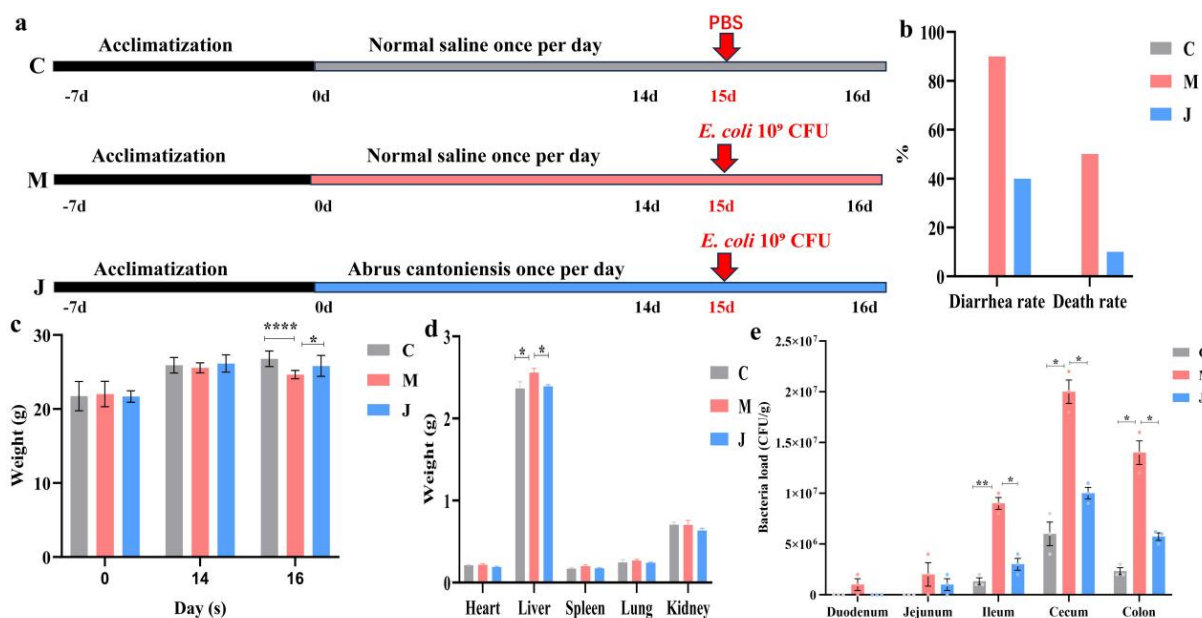 a
PBS
Acclimatization Normal saline once per day
C
-7d 0d 14d 15d 16d
E. coli 10⁹ CFU
Acclimatization Normal saline once per day
M
-7d 0d 14d 15d 16d
E. coli 10⁹ CFU
Acclimatization Abrus cantoniensis once per day
J
-7d 0d 14d 15d 16d
b
%
100
80
60
40
20
0
Diarrhea rate Death rate
C
M
J
c
Weight (g)
30
20
10
0
**** *
0 14 16
Day (s)
C
M
J
d
Weight (g)
3
2
1
0
* *
Heart Liver Spleen Lung Kidney
C
M
J
e
Bacteria load (CFU/g)
2.5×10⁷
2×10⁷
1.5×10⁷
1×10⁷
5×10⁶
0
** * * * * *
Duodenum Jejunum Ileum Cecum Colon
C